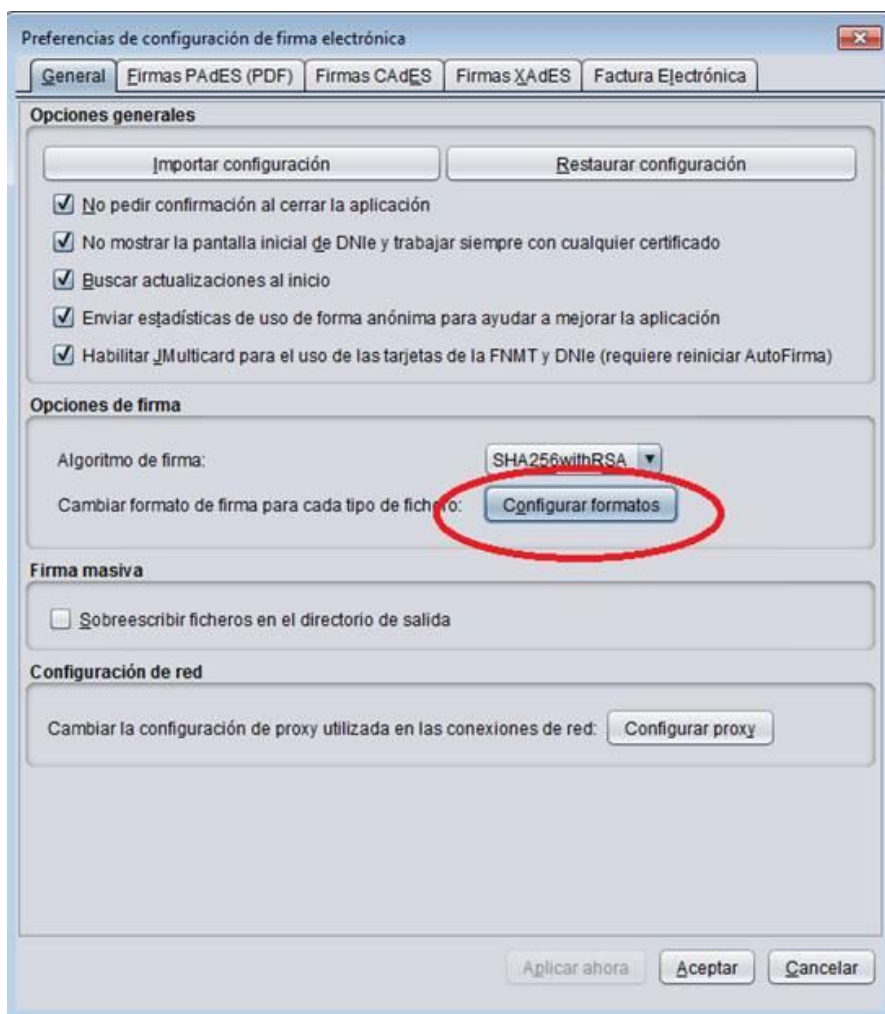 Preferencias de configuración de firma electrónica
General Firmas PAdES (PDF) Firmas CAdES Firmas XAdES Factura Electrónica
Opciones generales
Importar configuración Restaurar configuración
No pedir confirmación al cerrar la aplicación
No mostrar la pantalla inicial de DNIe y trabajar siempre con cualquier certificado
Buscar actualizaciones al inicio
Enviar estadísticas de uso de forma anónima para ayudar a mejorar la aplicación
Habilitar JMulticard para el uso de las tarjetas de la FNMT y DNIe (requiere reiniciar AutoFirma)
Opciones de firma
Algoritmo de firma: SHA256withRSA
Cambiar formato de firma para cada tipo de fichero: Configurar formatos
Firma masiva
Sobreescribir ficheros en el directorio de salida
Configuración de red
Cambiar la configuración de proxy utilizada en las conexiones de red: Configurar proxy
Aplicar ahora Aceptar Cancelar